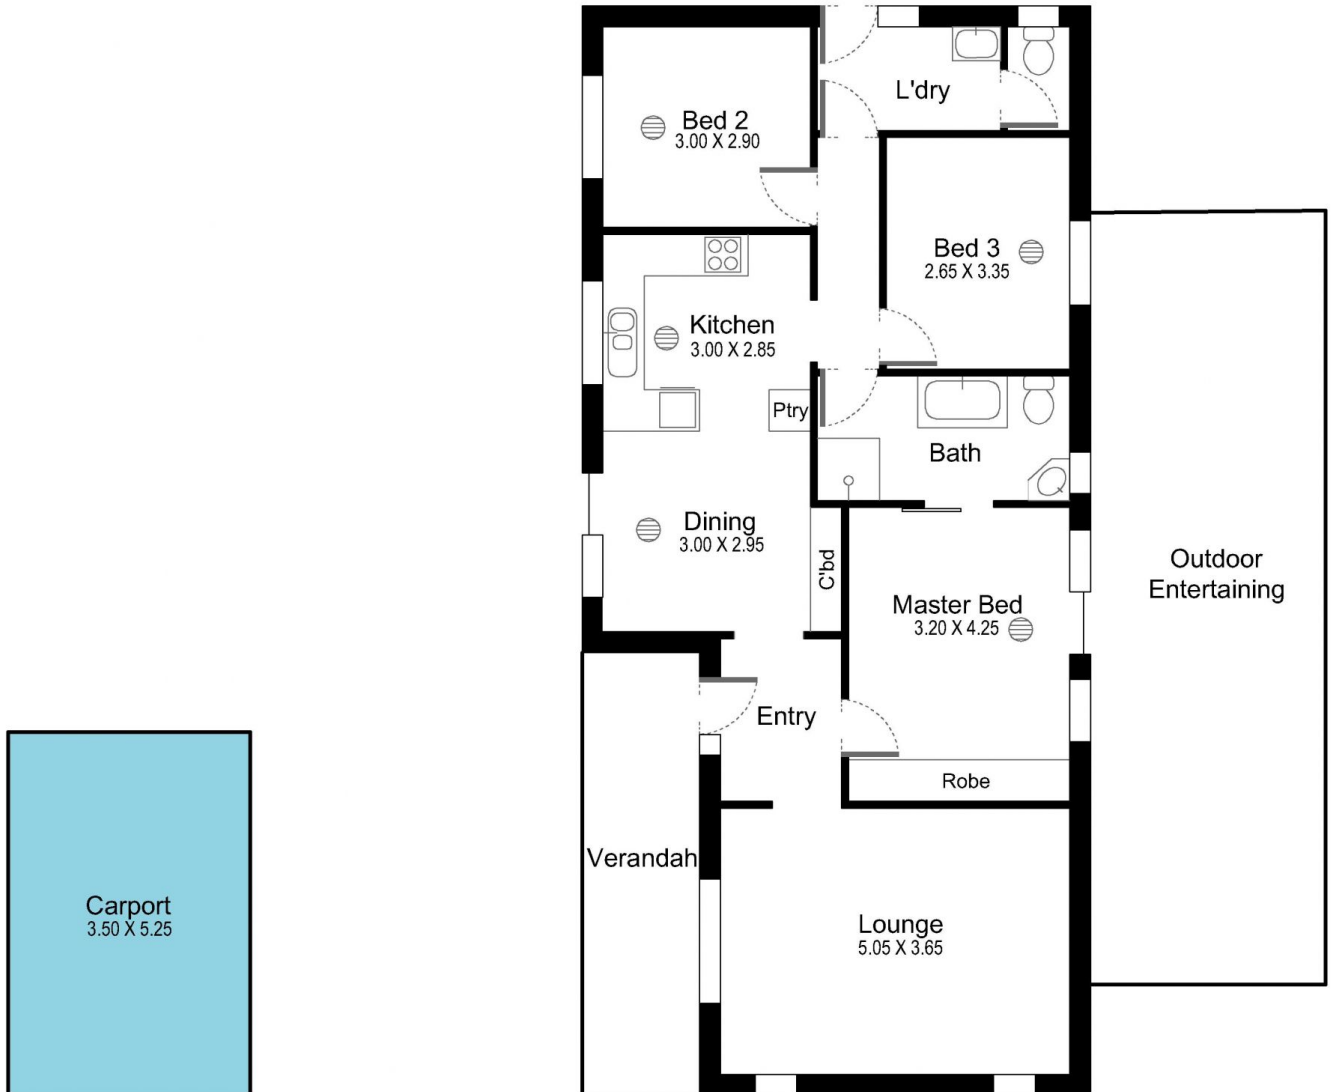 L'dry
Bed 2
3.00 X 2.90
Bed 3
2.65 X 3.35
Kitchen
3.00 X 2.85
Ptry
Bath
Dining
3.00 X 2.95
C'bd
Outdoor
Entertaining
Master Bed
3.20 X 4.25
Entry
Robe
Verandah
Carport
3.50 X 5.25
Lounge
5.05 X 3.65